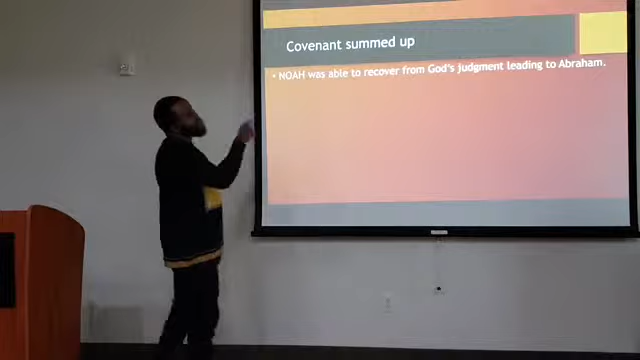 Covenant summed up
• NOAH was able to recover from God's judgment leading to Abraham.